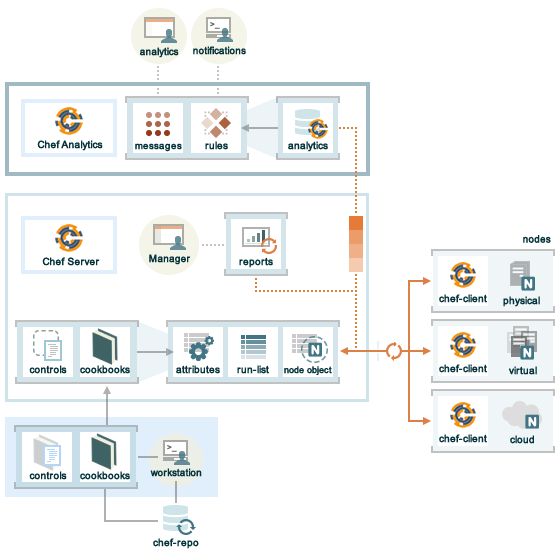 analytics
notifications
Chef Analytics
messages
rules
analytics
Chef Server
Manager
reports
nodes
chef-client
physical
controls
cookbooks
attributes
run-list
node object
chef-client
virtual
chef-client
cloud
controls
cookbooks
workstation
chef-repo
N
N
N
N